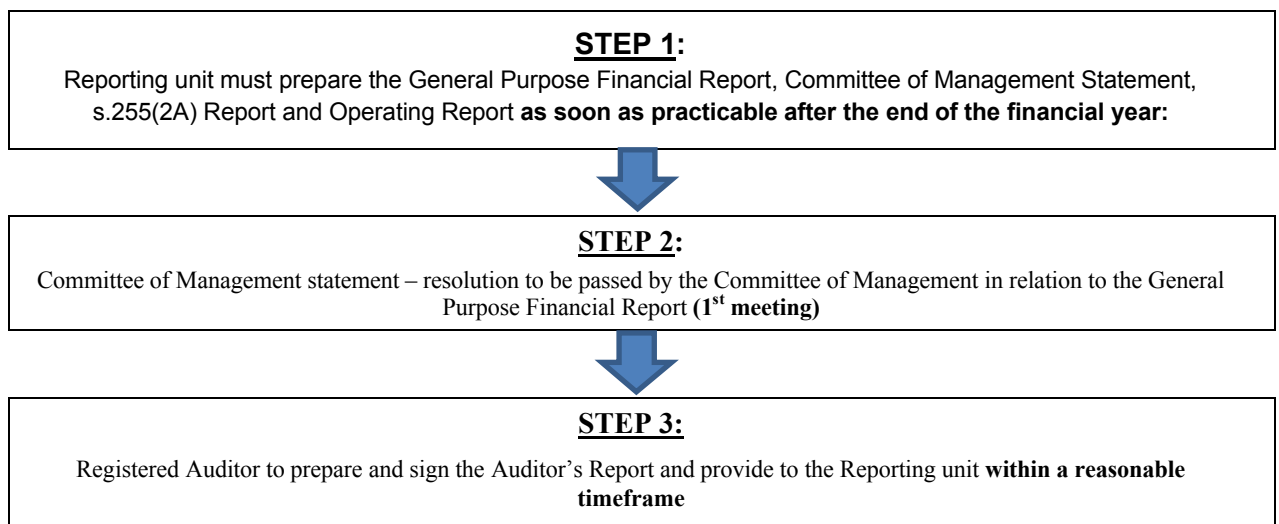 STEP 1:
Reporting unit must prepare the General Purpose Financial Report, Committee of Management Statement,
s.255(2A) Report and Operating Report as soon as practicable after the end of the financial year:
STEP 2:
Committee of Management statement – resolution to be passed by the Committee of Management in relation to the General
Purpose Financial Report (1st meeting)
STEP 3:
Registered Auditor to prepare and sign the Auditor’s Report and provide to the Reporting unit within a reasonable
timeframe